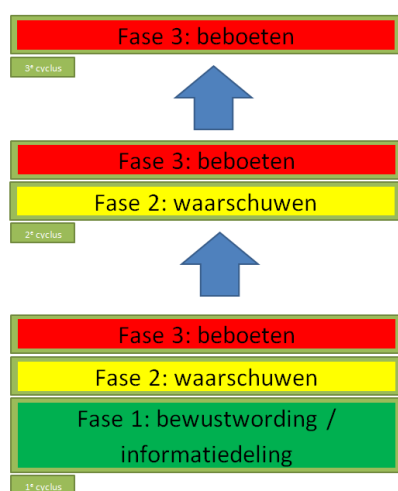 Fase 3: beboeten
3e cyclus
Fase 3: beboeten
Fase 2: waarschuwen
2e cyclus
Fase 3: beboeten
Fase 2: waarschuwen
Fase 1: bewustwording /
informatiedeling
1e cyclus